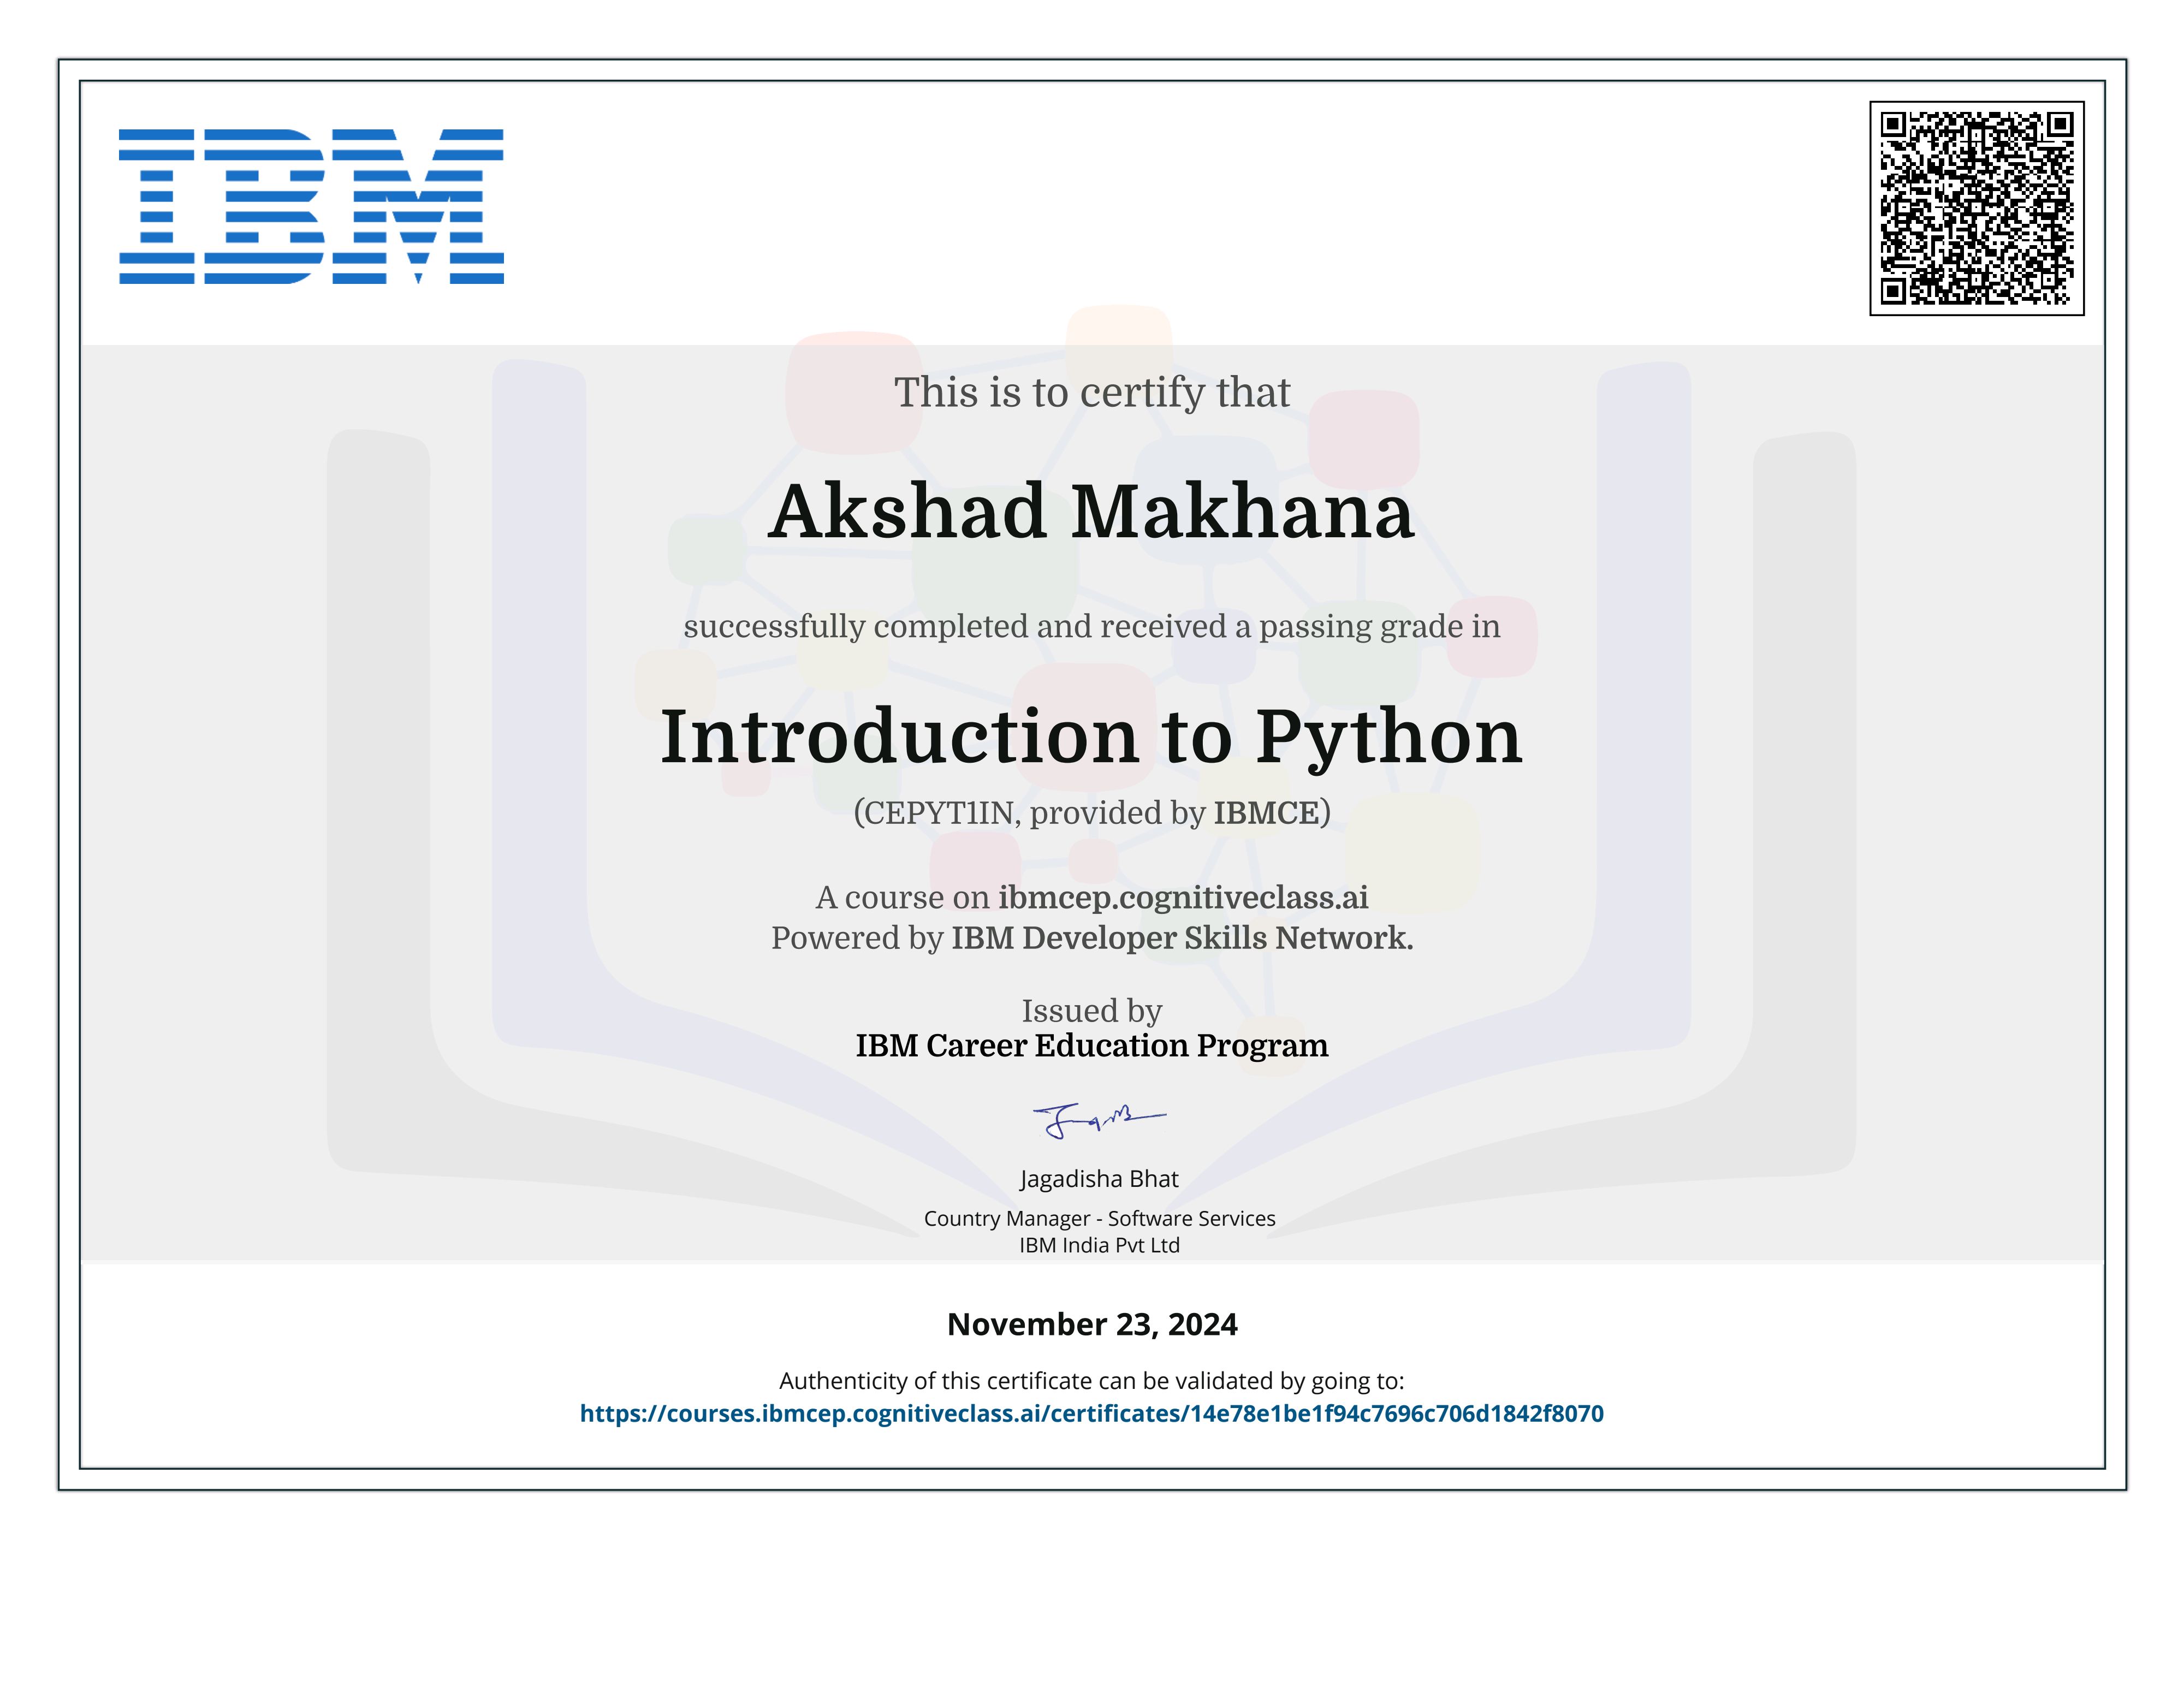 IBM
This is to certify that
Akshad Makhana
successfully completed and received a passing grade in
Introduction to Python
(CEPYT1IN, provided by IBMCE)
A course on ibmcep.cognitiveclass.ai
Powered by IBM Developer Skills Network.
Issued by
IBM Career Education Program
Jagadisha Bhat
Country Manager - Software Services
IBM India Pvt Ltd
November 23, 2024
Authenticity of this certificate can be validated by going to:
https://courses.ibmcep.cognitiveclass.ai/certificates/14e78e1be1f94c7696c706d1842f8070